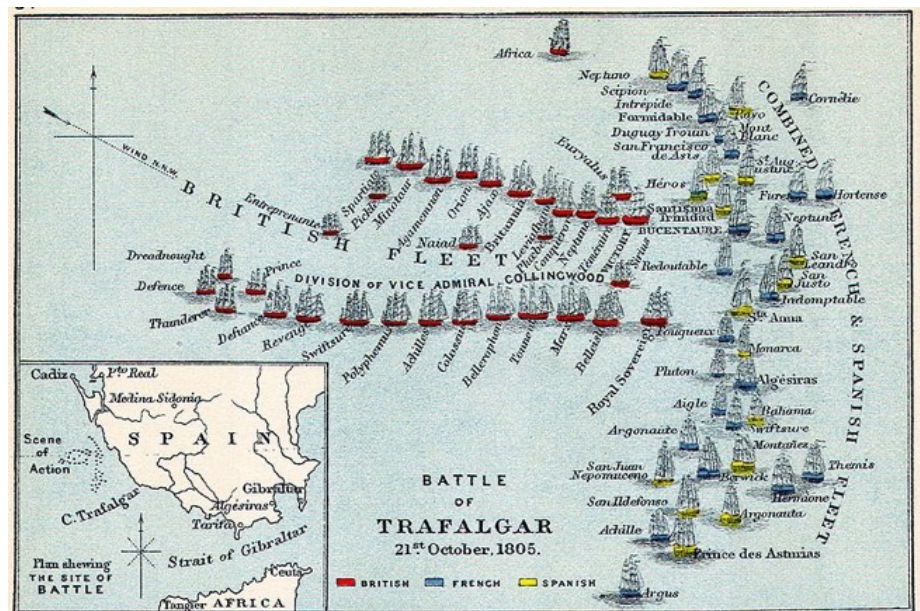 Africa
Neptuno
Scipion
Intrépide
Formidable
Duguay Trouin
San Francisco
de Asis
Rayo
Mont
Blanc
Cornélie
COMBINED FRENCH & SPANISH FLEET
Sᵗ Aug
ustine
Héros
Furet
Hortense
Santisima
Trinidad
BUCENTAURE
Neptune
Redoutable
San
Leandro
San
Justo
Indomptable
Sᵗᵃ Anna
Fougueux
Monarca
Pluton
Algésiras
Aigle
Bahama
Swiftsure
Argonaute
Montañez
San Juan
Nepomuceno
Berwick
Themis
Hermione
San Ildefonso
Argonauta
Achille
Prince des Asturias
Argus
WIND N.N.W.
BRITISH FLEET
Euryalus
Entreprenante
Spartiate
Pickle
Minotaur
Agamemnon
Orion
Ajax
Naiad
Britannia
Leviathan
Conqueror
Neptune
VICTORY
Sirius
Dreadnought
Prince
Defence
Thunderer
DIVISION OF VICE ADMIRAL COLLINGWOOD
Defiance
Revenge
Swiftsure
Polyphemus
Achille
Colossus
Bellerophon
Tonnant
Mars
Belleisle
Royal Sovereign
Cadiz
Pᵗᵒ Real
Medina Sidonia
SPAIN
Scene
of
Action
C. Trafalgar
Gibraltar
Algésiras
Tarifa
Strait of Gibraltar
Plan shewing
THE SITE OF
BATTLE
Ceuta
Tangier AFRICA
BATTLE
OF
TRAFALGAR
21ˢᵗ October, 1805.
BRITISH FRENCH SPANISH